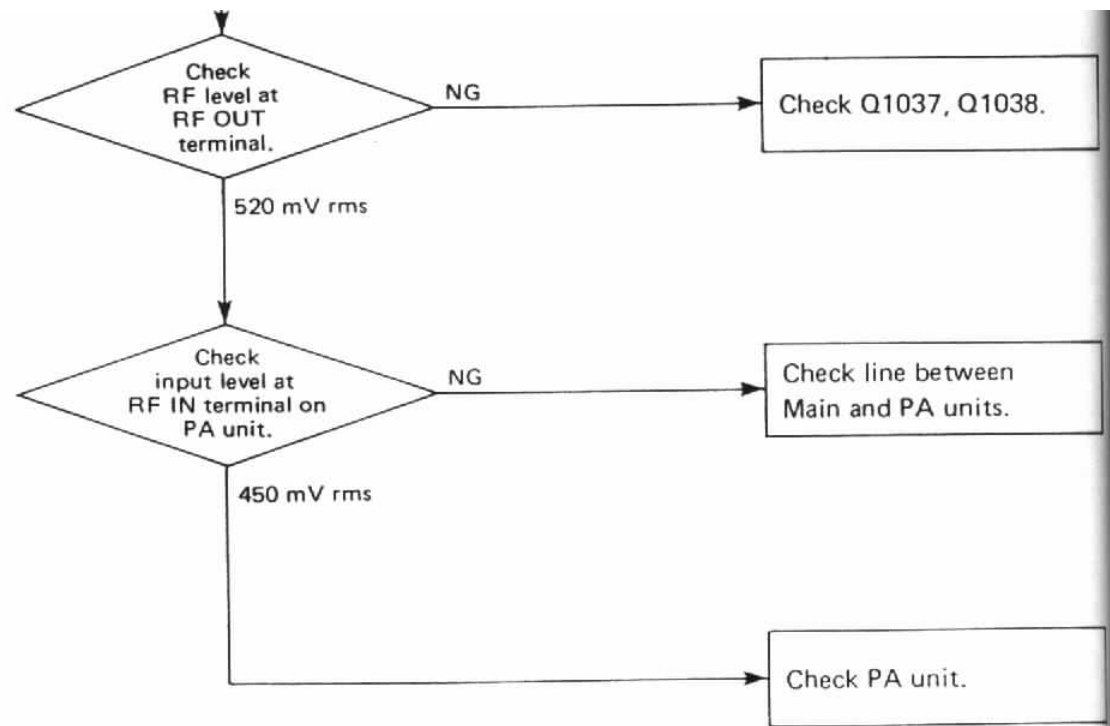 Check
RF level at
RF OUT
terminal.
NG
Check Q1037, Q1038.
520 mV rms
Check
input level at
RF IN terminal on
PA unit.
NG
Check line between
Main and PA units.
450 mV rms
Check PA unit.